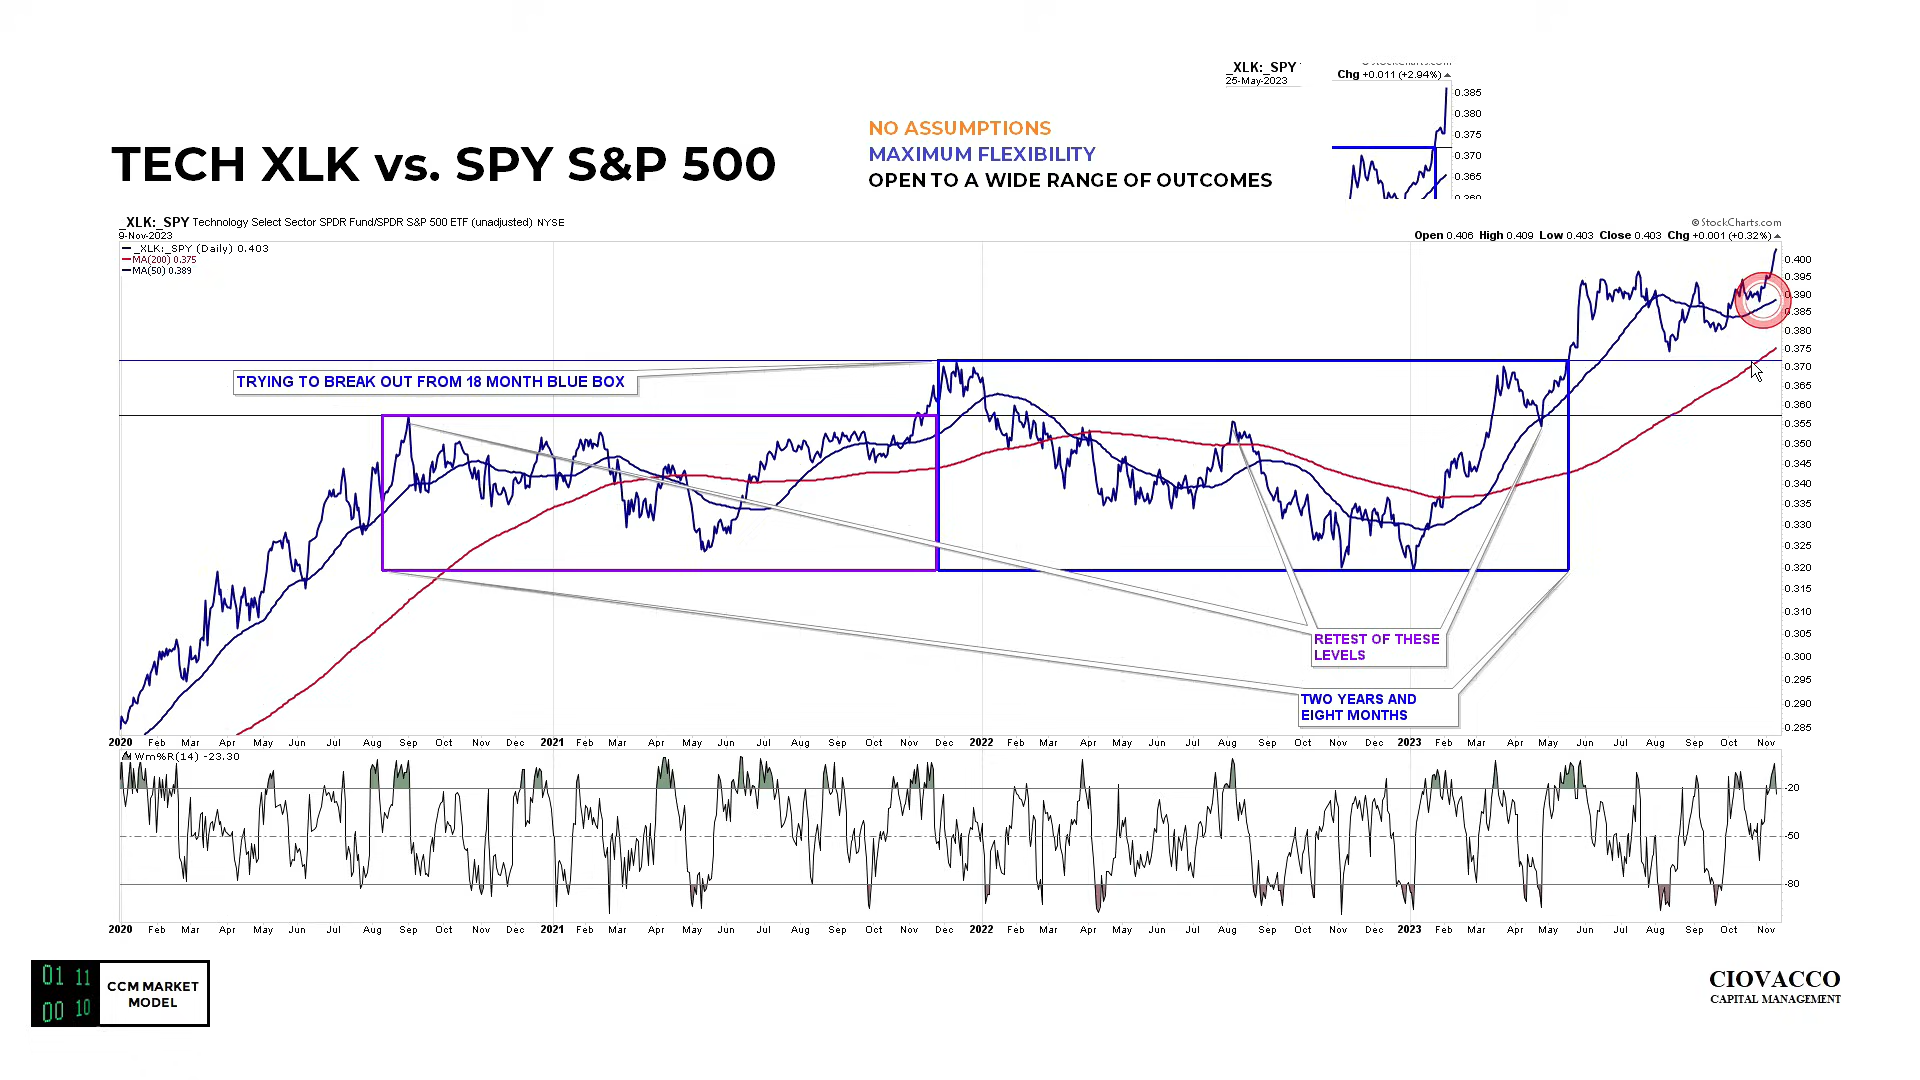 _XLK:_SPY
25-May-2023
Chg +0.011 (+2.94%)
0.385
0.380
0.375
0.370
0.365
NO ASSUMPTIONS
MAXIMUM FLEXIBILITY
OPEN TO A WIDE RANGE OF OUTCOMES
TECH XLK vs. SPY S&P 500
_XLK:_SPY Technology Select Sector SPDR Fund/SPDR S&P 500 ETF (unadjusted) NYSE
© StockCharts.com
9-Nov-2023
Open 0.406 High 0.409 Low 0.403 Close 0.403 Chg +0.001 (+0.32%)
_XLK:_SPY (Daily) 0.403
MA(200) 0.375
MA(50) 0.389
0.400
0.395
0.390
0.385
0.380
0.375
0.370
0.365
0.360
0.355
0.350
0.345
0.340
0.335
0.330
0.325
0.320
0.315
0.310
0.305
0.300
0.295
0.290
0.285
TRYING TO BREAK OUT FROM 18 MONTH BLUE BOX
RETEST OF THESE
LEVELS
TWO YEARS AND
EIGHT MONTHS
2020 Feb Mar Apr May Jun Jul Aug Sep Oct Nov Dec 2021 Feb Mar Apr May Jun Jul Aug Sep Oct Nov Dec 2022 Feb Mar Apr May Jun Jul Aug Sep Oct Nov Dec 2023 Feb Mar Apr May Jun Jul Aug Sep Oct Nov
Wm%R(14) -23.30
-20
-50
-80
2020 Feb Mar Apr May Jun Jul Aug Sep Oct Nov Dec 2021 Feb Mar Apr May Jun Jul Aug Sep Oct Nov Dec 2022 Feb Mar Apr May Jun Jul Aug Sep Oct Nov Dec 2023 Feb Mar Apr May Jun Jul Aug Sep Oct Nov
01 11
00 10
CCM MARKET
MODEL
CIOVACCO
CAPITAL MANAGEMENT